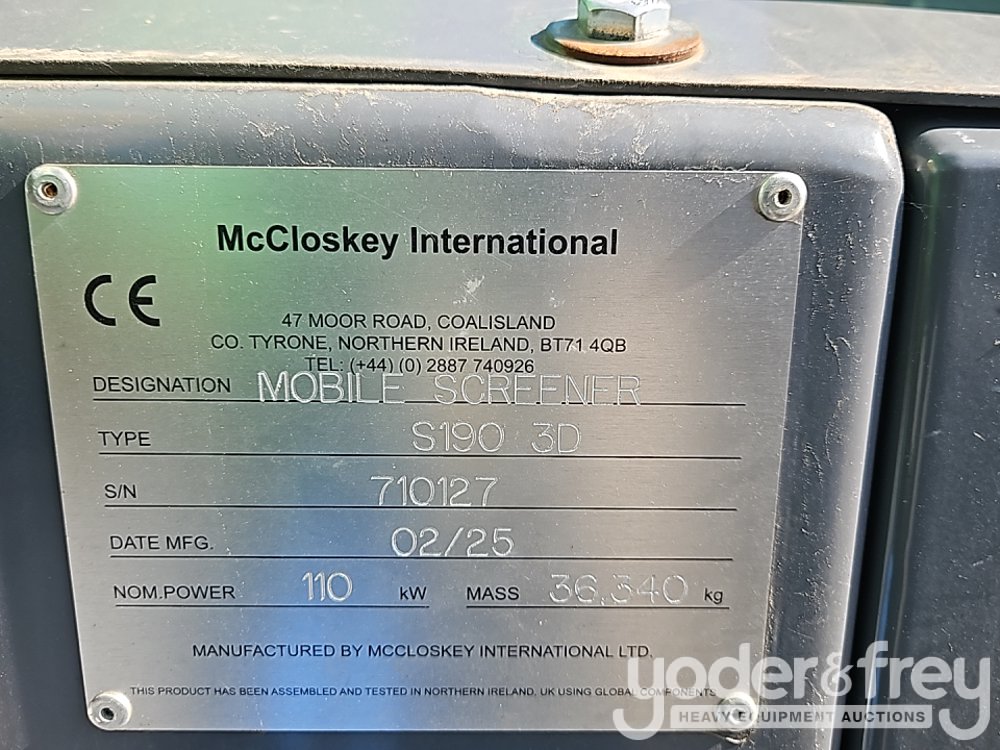 McCloskey International
CE
47 MOOR ROAD, COALISLAND
CO. TYRONE, NORTHERN IRELAND, BT71 4QB
TEL: (+44) (0) 2887 740926
DESIGNATION MOBILE SCREENER
TYPE S190 3D
S/N 710127
DATE MFG. 02/25
NOM.POWER 110 kW MASS 36,340 kg
MANUFACTURED BY MCCLOSKEY INTERNATIONAL LTD.
THIS PRODUCT HAS BEEN ASSEMBLED AND TESTED IN NORTHERN IRELAND, UK USING GLOBAL COMPONENTS
yoder&frey
HEAVY EQUIPMENT AUCTIONS